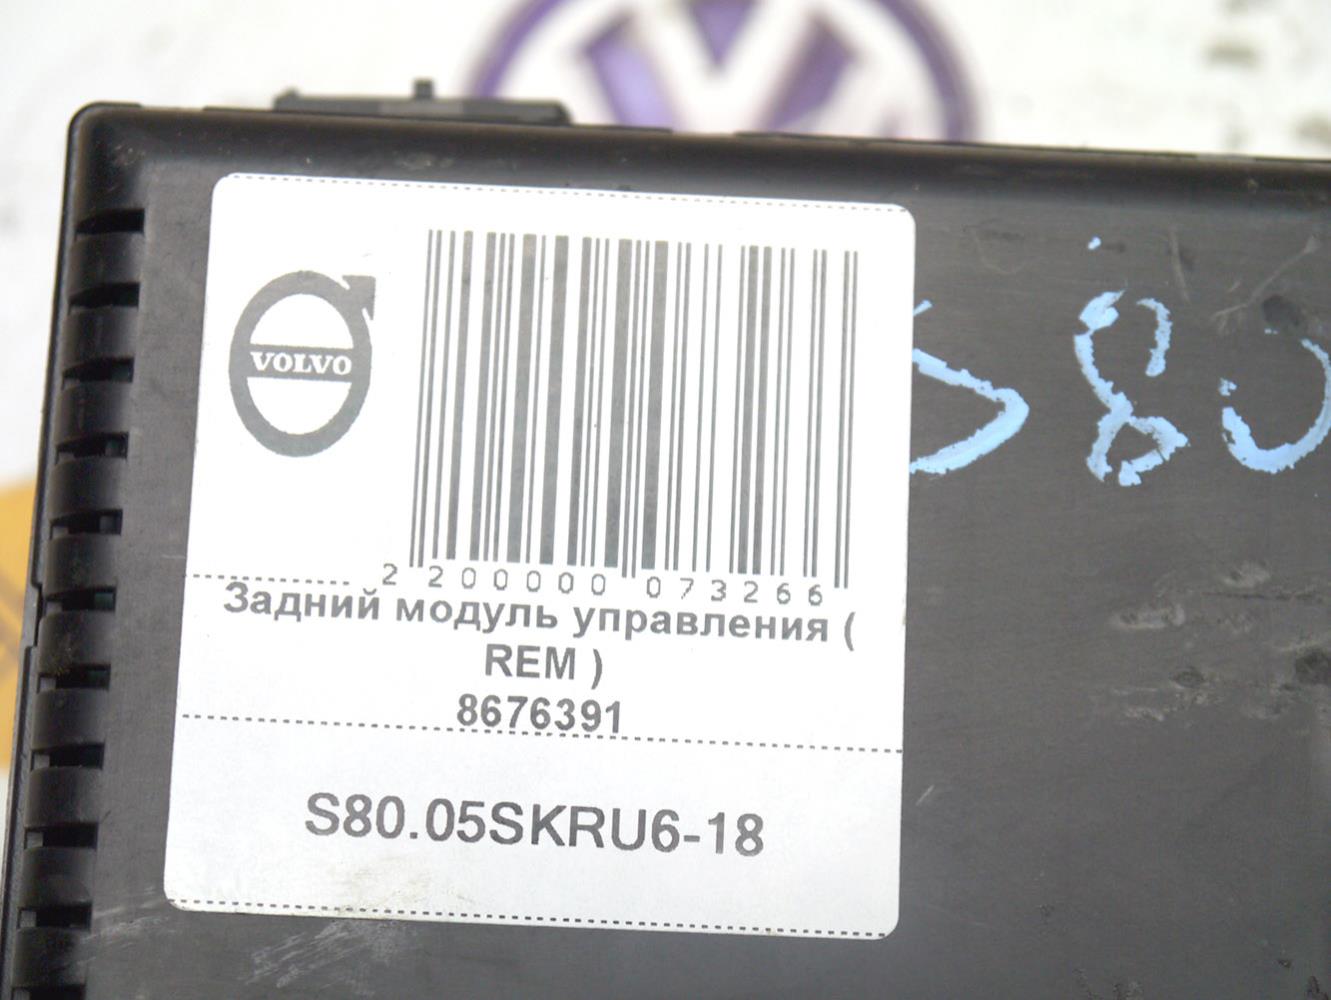 VOLVO
2 200000 073266
Задний модуль управления (
REM )
8676391
S80.05SKRU6-18
S80